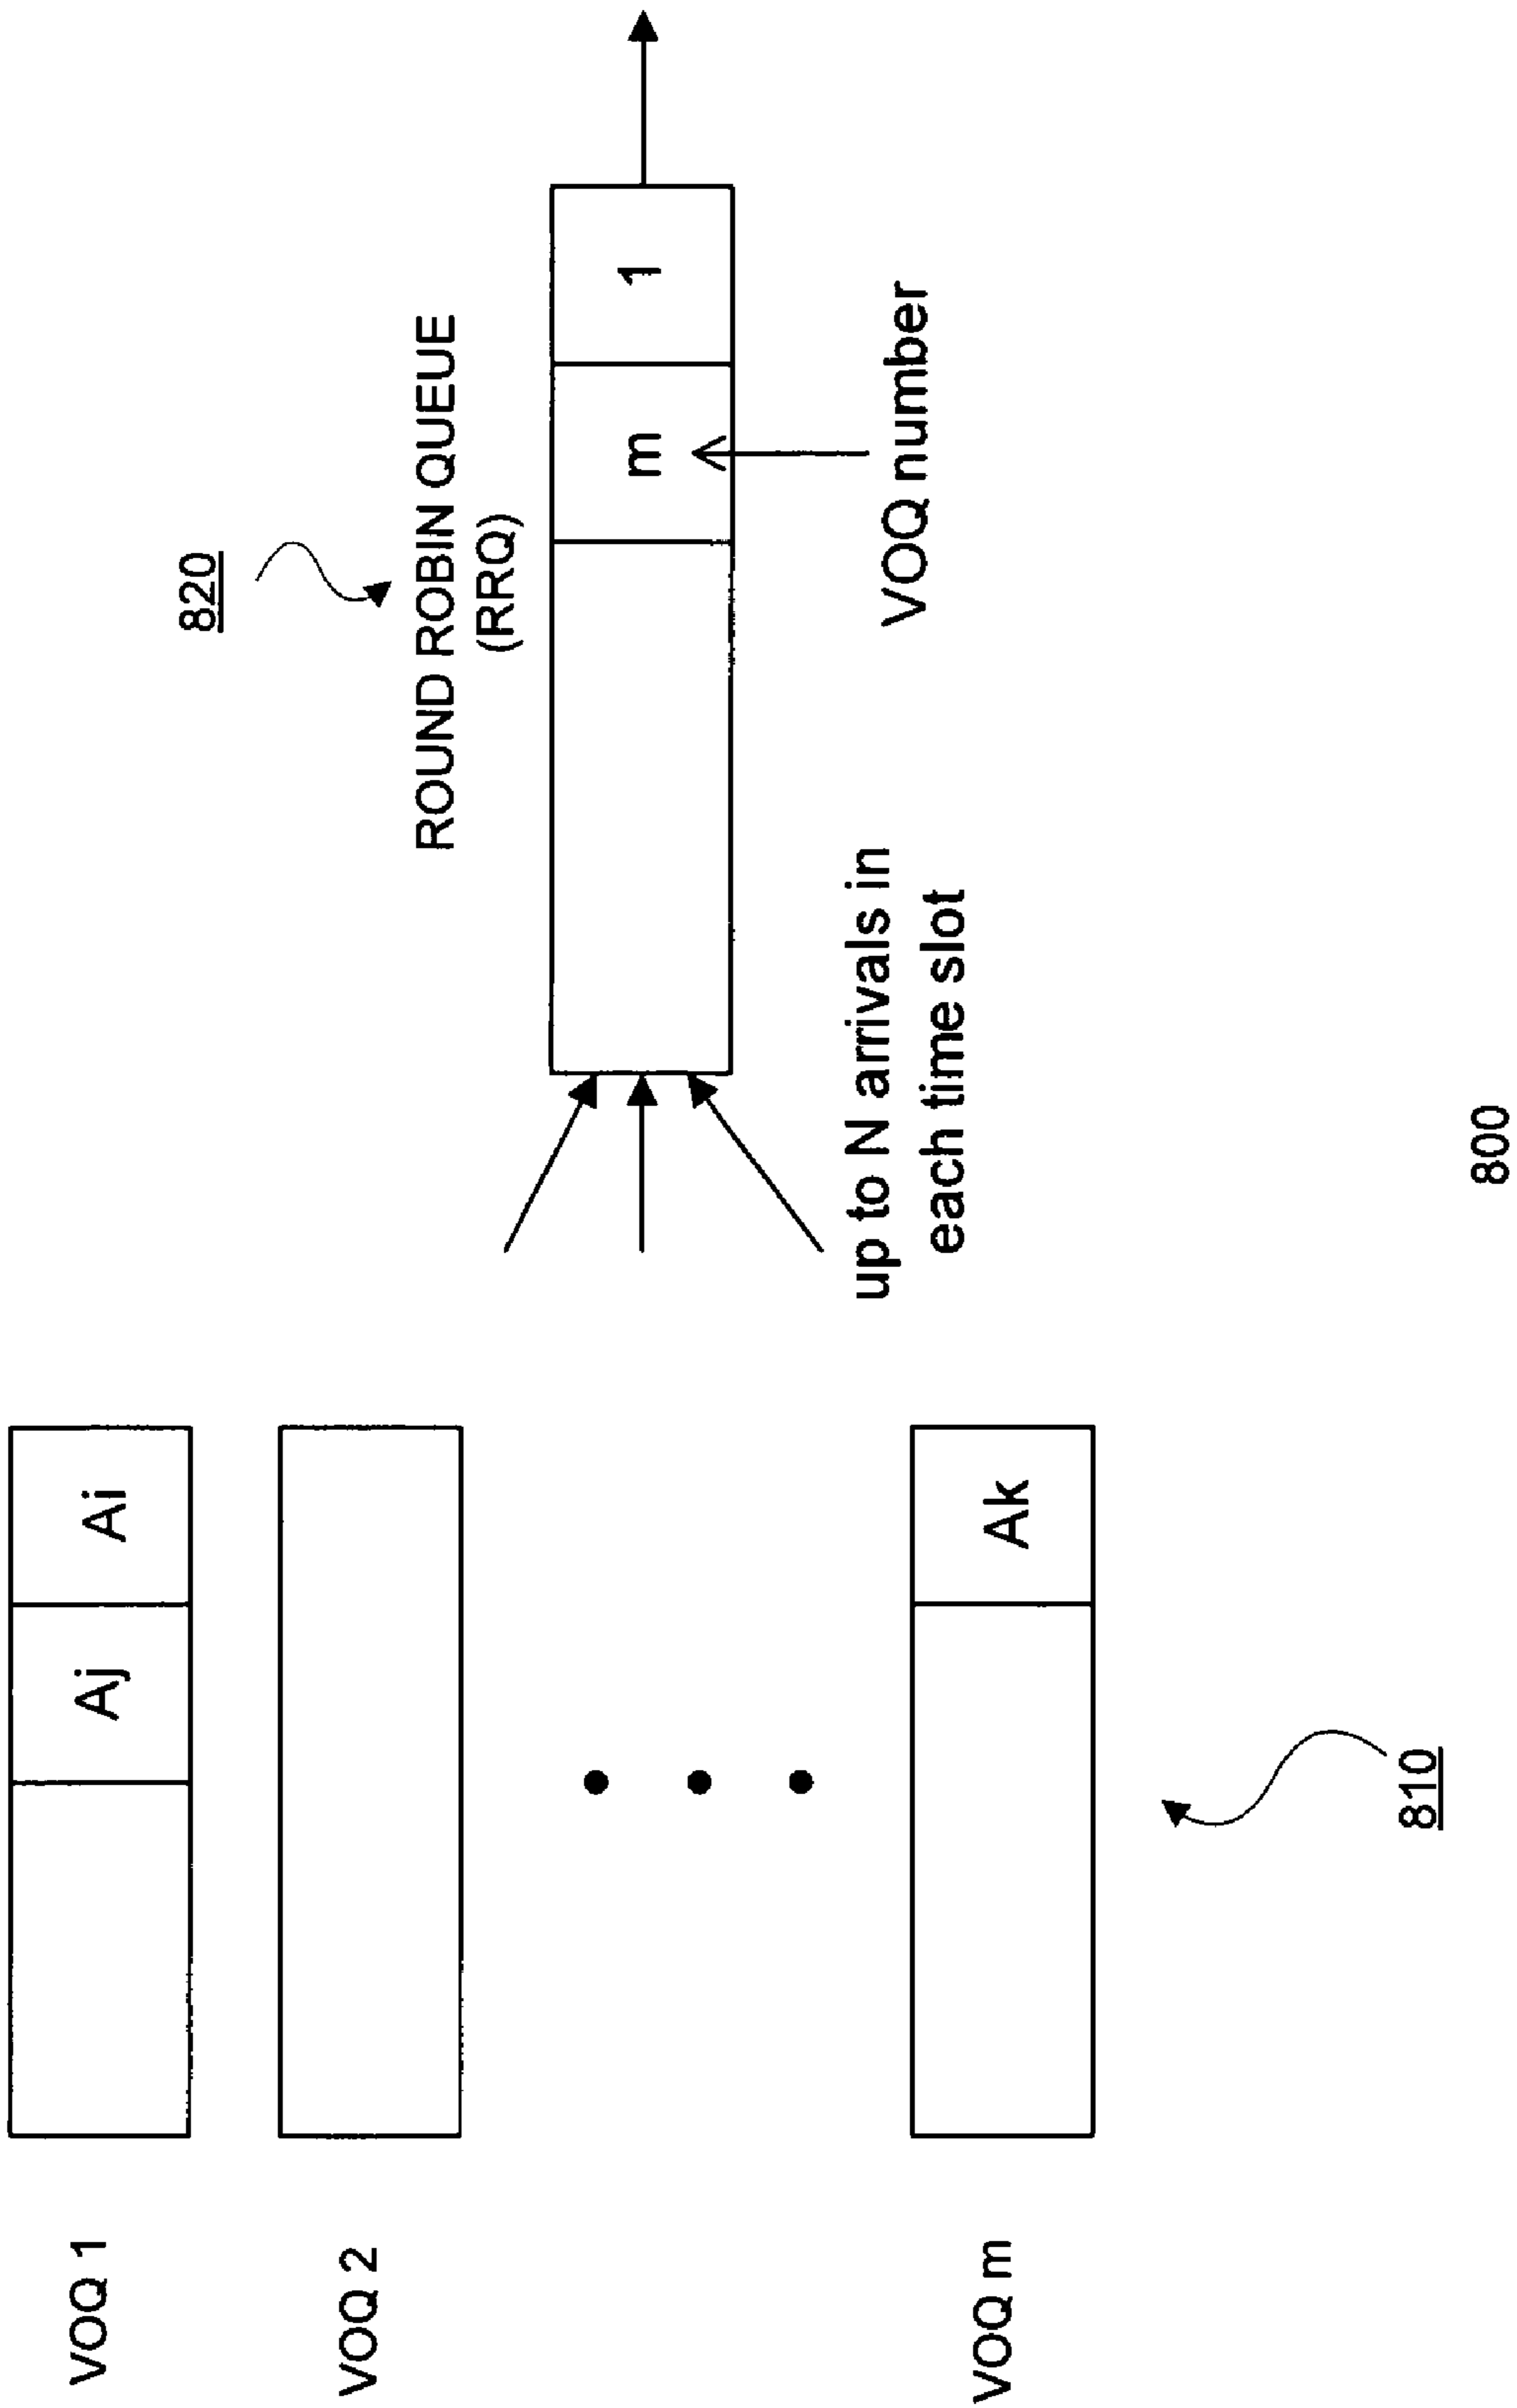 VOQ 1
Aj
Ai
VOQ 2
VOQ m
Ak
810
820
ROUND ROBIN QUEUE
(RRQ)
m
1
VOQ number
up to N arrivals in
each time slot
800